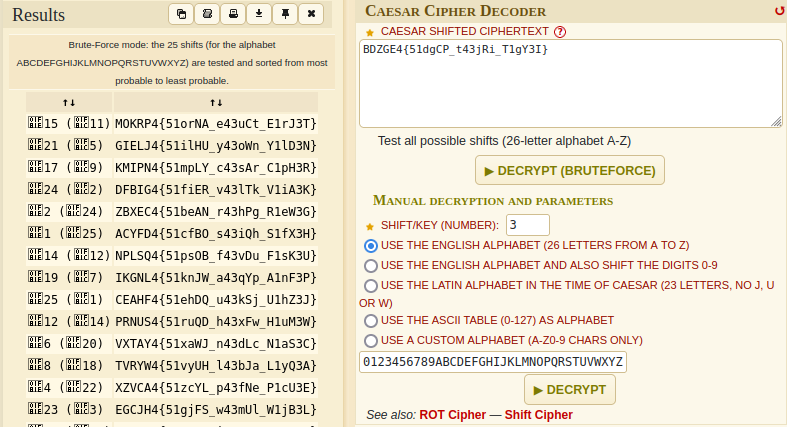 Results
Brute-Force mode: the 25 shifts (for the alphabet
ABCDEFGHIJKLMNOPQRSTUVWXYZ) are tested and sorted from most
probable to least probable.
↑↓ ↑↓
15 (11) MOKRP4{51orNA_e43uCt_E1rJ3T}
21 (5) GIELJ4{51ilHU_y43oWn_Y1lD3N}
17 (9) KMIPN4{51mpLY_c43sAr_C1pH3R}
24 (2) DFBIG4{51fiER_v43lTk_V1iA3K}
2 (24) ZBXEC4{51beAN_r43hPg_R1eW3G}
1 (25) ACYFD4{51cfBO_s43iQh_S1fX3H}
14 (12) NPLSQ4{51psOB_f43vDu_F1sK3U}
19 (7) IKGNL4{51knJW_a43qYp_A1nF3P}
25 (1) CEAHF4{51ehDQ_u43kSj_U1hZ3J}
12 (14) PRNUS4{51ruQD_h43xFw_H1uM3W}
6 (20) VXTAY4{51xaWJ_n43dLc_N1aS3C}
8 (18) TVRYW4{51vyUH_l43bJa_L1yQ3A}
4 (22) XZVCA4{51zcYL_p43fNe_P1cU3E}
23 (3) EGCJH4{51gjFS_w43mUl_W1jB3L}
CAESAR CIPHER DECODER
CAESAR SHIFTED CIPHERTEXT ?
BDZGE4{51dgCP_t43jRi_T1gY3I}
Test all possible shifts (26-letter alphabet A-Z)
▶ DECRYPT (BRUTEFORCE)
MANUAL DECRYPTION AND PARAMETERS
SHIFT/KEY (NUMBER): 3
USE THE ENGLISH ALPHABET (26 LETTERS FROM A TO Z)
USE THE ENGLISH ALPHABET AND ALSO SHIFT THE DIGITS 0-9
USE THE LATIN ALPHABET IN THE TIME OF CAESAR (23 LETTERS, NO J, U
OR W)
USE THE ASCII TABLE (0-127) AS ALPHABET
USE A CUSTOM ALPHABET (A-Z0-9 CHARS ONLY)
0123456789ABCDEFGHIJKLMNOPQRSTUVWXYZ
▶ DECRYPT
See also: ROT Cipher — Shift Cipher